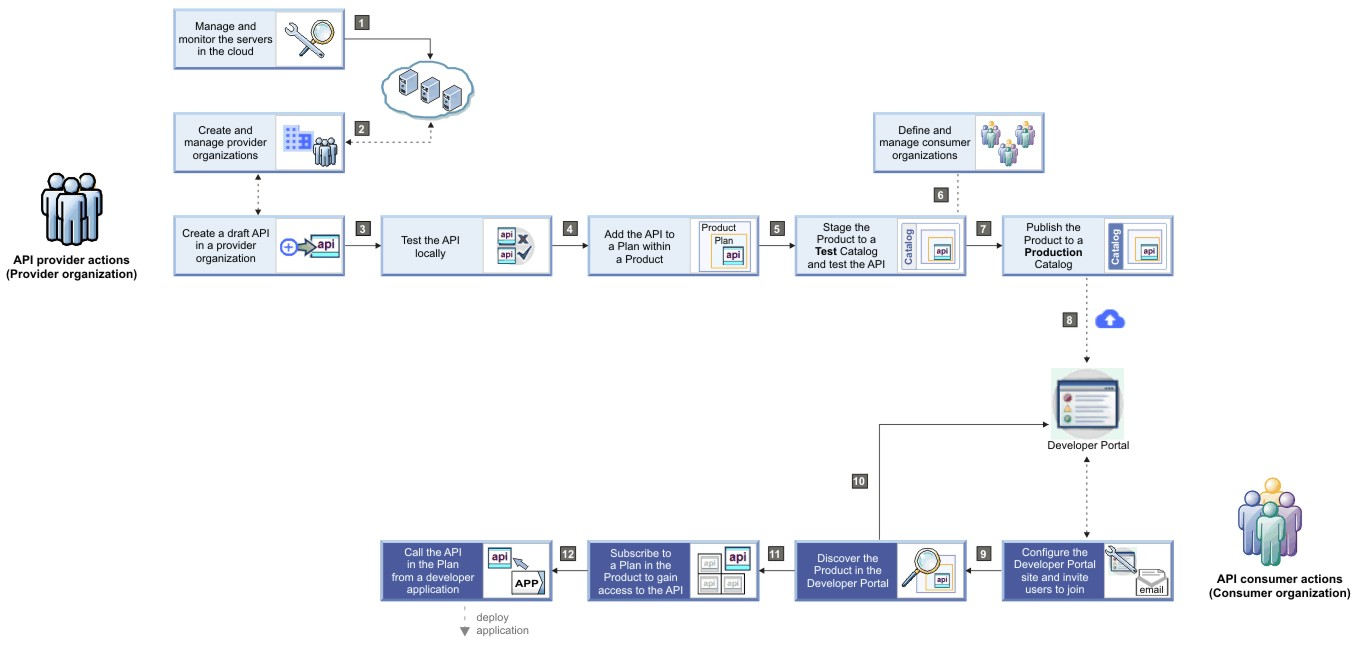 Manage and
monitor the servers
in the cloud
1
Create and
manage provider
organizations
2
Define and
manage consumer
organizations
6
API provider actions
(Provider organization)
Create a draft API
in a provider
organization
api
3
Test the API
locally
api
api
4
Add the API to
a Plan within
a Product
Product
Plan
api
5
Stage the
Product to a
Test Catalog
and test the API
Catalog
api
7
Publish the
Product to a
Production
Catalog
Catalog
api
8
Developer Portal
10
API consumer actions
(Consumer organization)
Call the API
in the Plan
from a developer
application
api
APP
12
Subscribe to
a Plan in the
Product to gain
access to the API
api
api
api
api
11
Discover the
Product in the
Developer Portal
api
9
Configure the
Developer Portal
site and invite
users to join
email
deploy
application